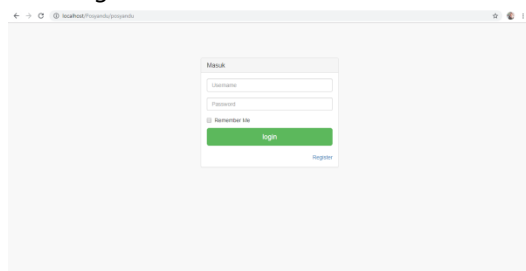 localhost/Posyandu/posyandu
Masuk
Username
Password
Remember Me
login
Register